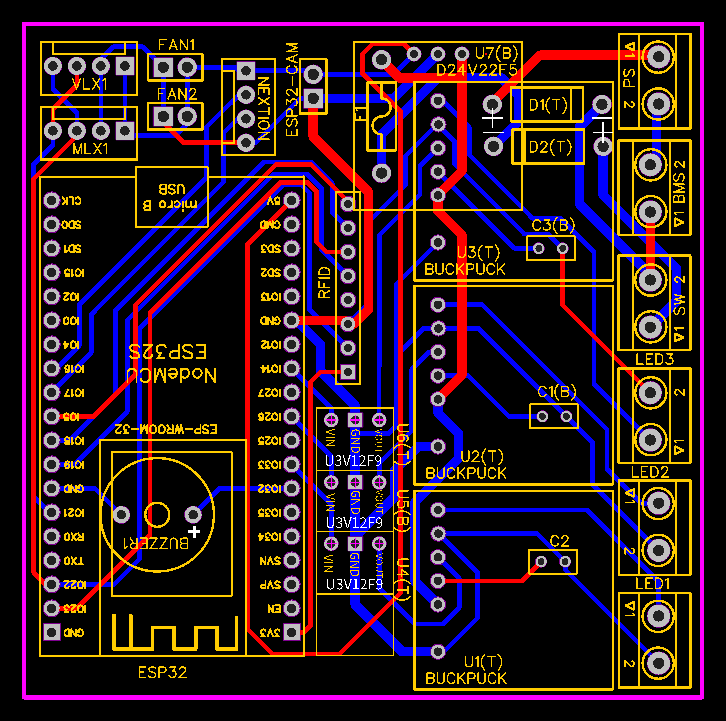 FAN1
VLX1
FAN2
MLX1
NEXTION
ESP32-CAM
F1
U7(B)
D24V22F5
D1(T)
D2(T)
1
PS
2
2
BMS
1
2
SW
1
micro B
USB
RFID
C3(B)
U3(T)
BUCKPUCK
LED3
2
1
CLK
SD0
SD1
IO15
IO2
IO0
IO4
IO16
IO17
IO5
IO18
IO19
GND
IO21
RX0
TX0
IO22
IO23
GND
5V
GND
SD3
SD2
IO13
GND
IO12
IO14
IO27
IO26
IO25
IO33
IO32
IO35
IO34
SVN
SVP
EN
3V3
NodeMCU
ESP32S
ESP-WROOM-32
BUZZER1
+
ESP32
VIN
GND
VOUT
U3V12F9
U6(T)
VIN
GND
VOUT
U3V12F9
U5(B)
VIN
GND
VOUT
U3V12F9
U4(T)
C1(B)
U2(T)
BUCKPUCK
LED2
1
2
C2
LED1
1
2
U1(T)
BUCKPUCK